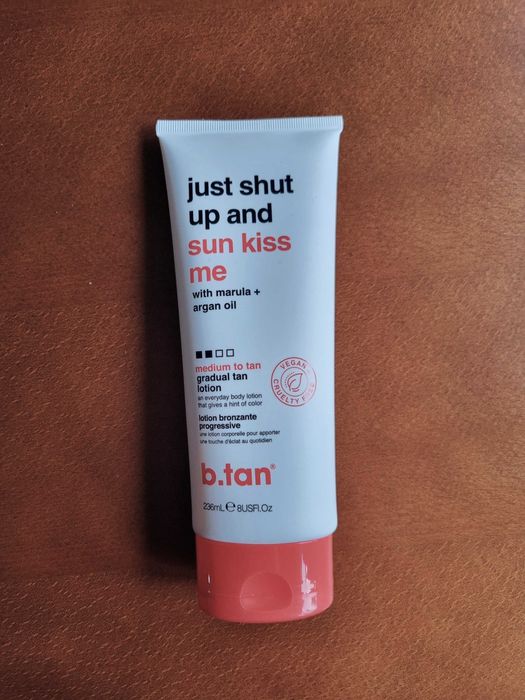 just shut
up and
sun kiss
me
with marula +
argan oil
medium to tan
gradual tan
lotion
an everyday body lotion
that gives a hint of color
lotion bronzante
progressive
une lotion corporelle pour apporter
une touche d'éclat au quotidien
VEGAN +
CRUELTY FREE
b.tan®
236mL ℮ 8USFl.Oz